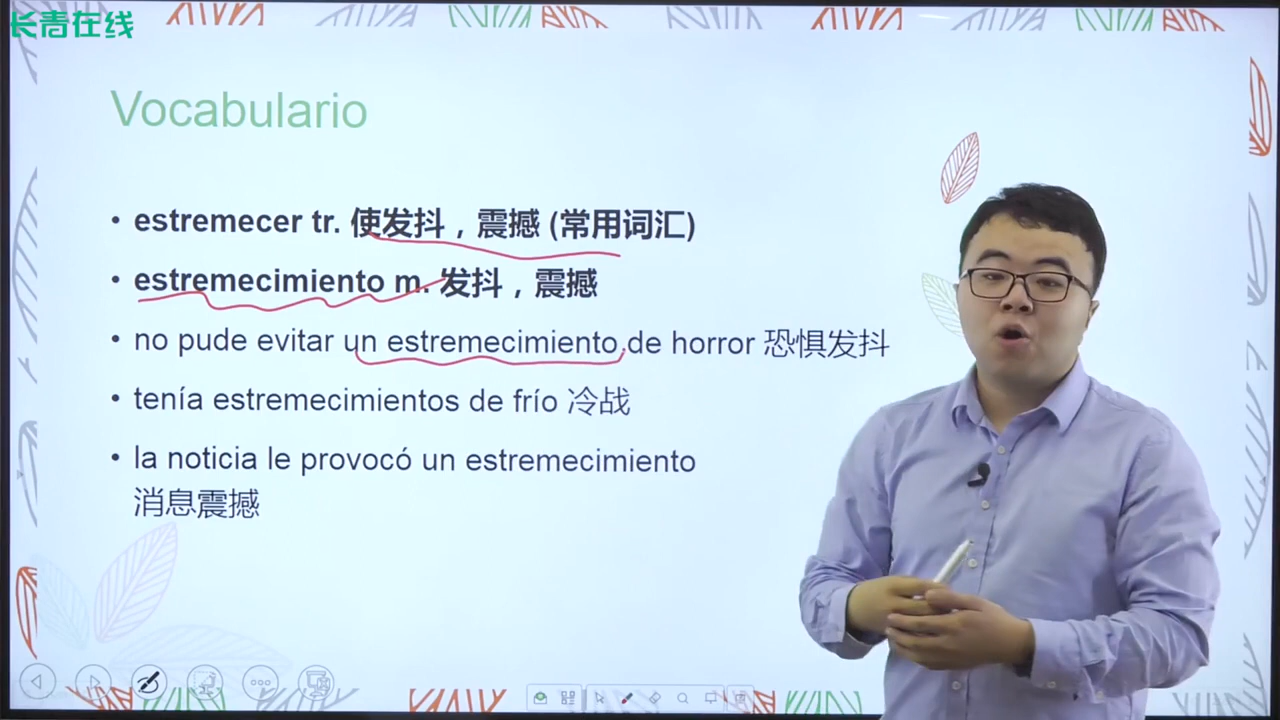 长青在线
Vocabulario
• estremecer tr. 使发抖，震撼 (常用词汇)
• estremecimiento m. 发抖，震撼
• no pude evitar un estremecimiento de horror 恐惧发抖
• tenía estremecimientos de frío 冷战
• la noticia le provocó un estremecimiento
消息震撼